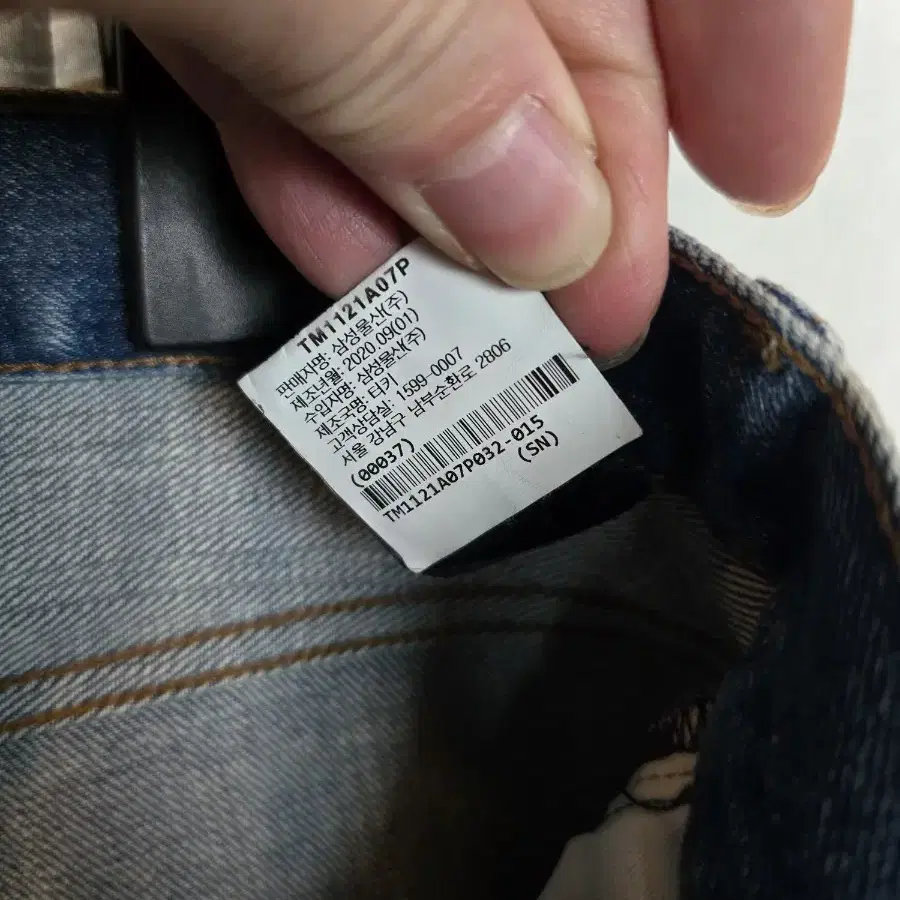 TM1121A07P
판매자명: 삼성물산(주)
제조년월: 2020.09(01)
수입자명: 삼성물산(주)
제조국명: 터키
고객상담실: 1599-0007
서울 강남구 남부순환로 2806
(00037)
TM1121A07P032-015
(SN)